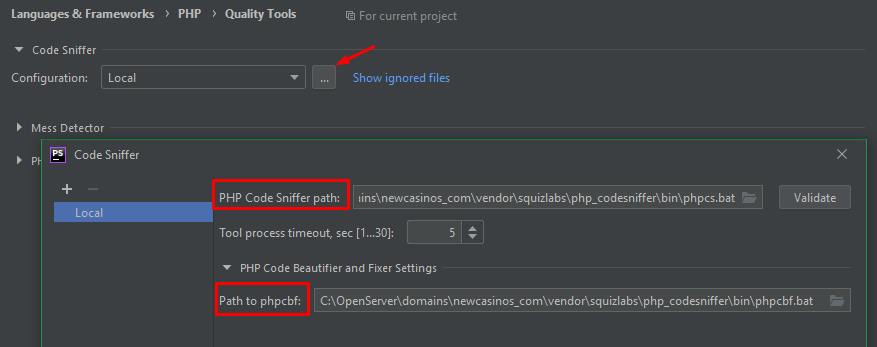 Languages & Frameworks › PHP › Quality Tools For current project
Code Sniffer
Configuration: Local ... Show ignored files
Mess Detector
PH
PS Code Sniffer
Local
PHP Code Sniffer path: ins\newcasinos_com\vendor\squizlabs\php_codesniffer\bin\phpcs.bat Validate
Tool process timeout, sec [1...30]: 5
PHP Code Beautifier and Fixer Settings
Path to phpcbf: C:\OpenServer\domains\newcasinos_com\vendor\squizlabs\php_codesniffer\bin\phpcbf.bat